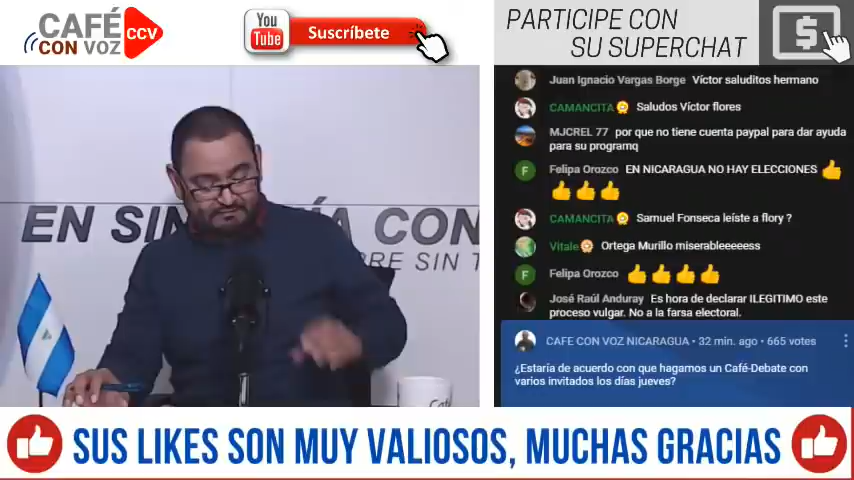 CAFÉ
CON VOZ
CCV
You
Tube
Suscríbete
PARTICIPE CON
SU SUPERCHAT
$
EN SIN ÍA CON
RE SIN T
Juan Ignacio Vargas Borge Víctor saluditos hermano
CAMANCITA Saludos Víctor flores
MJCREL 77 por que no tiene cuenta paypal para dar ayuda
para su programq
F Felipa Orozco EN NICARAGUA NO HAY ELECCIONES 👍
👍👍👍
CAMANCITA Samuel Fonseca leíste a flory ?
Vitale Ortega Murillo miserableeeeess
F Felipa Orozco 👍👍👍👍
José Raúl Anduray Es hora de declarar ILEGITIMO este
proceso vulgar. No a la farsa electoral.
CAFE CON VOZ NICARAGUA • 32 min. ago • 665 votes
¿Estaría de acuerdo con que hagamos un Café-Debate con
varios invitados los días jueves?
SUS LIKES SON MUY VALIOSOS, MUCHAS GRACIAS